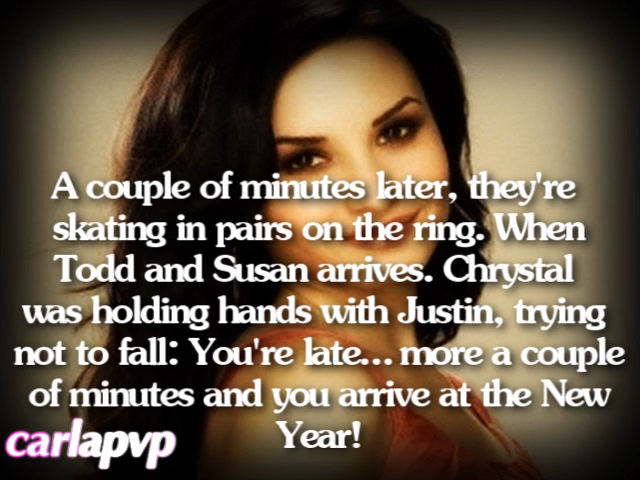 A couple of minutes later, they're
skating in pairs on the ring. When
Todd and Susan arrives. Chrystal
was holding hands with Justin, trying
not to fall: You're late... more a couple
of minutes and you arrive at the New
Year!
carlapvp